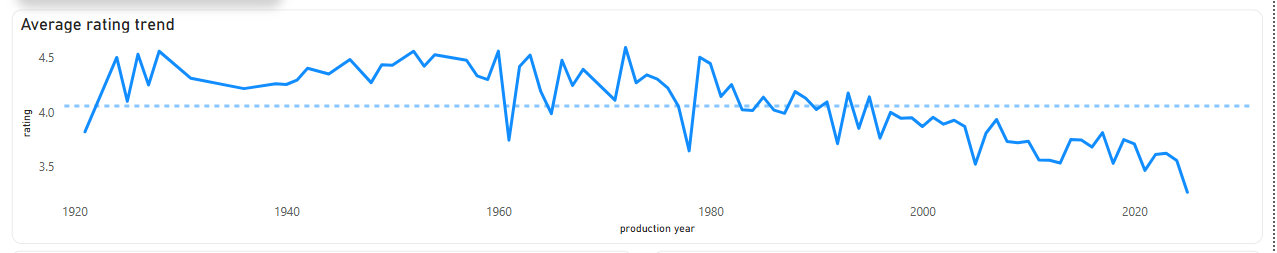 Average rating trend
4.5
4.0
3.5
rating
1920 1940 1960 1980 2000 2020
production year